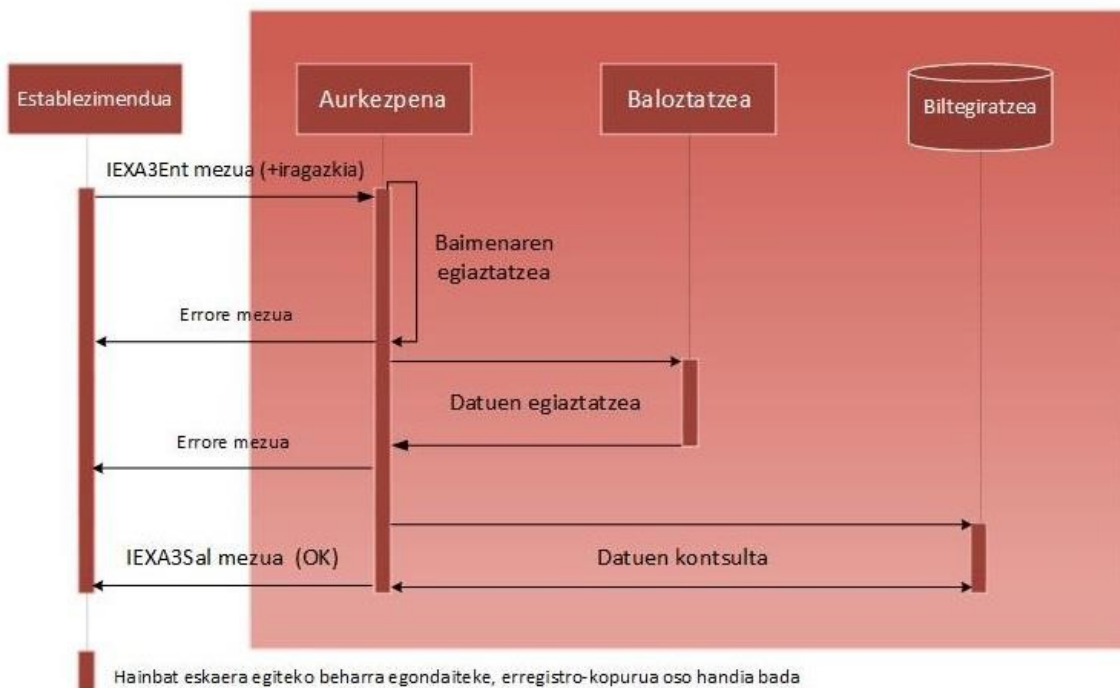 Establezimendua
Aurkezpena
Baloztatzea
Biltegiratzea
IEXA3Ent mezua (+iragazkia)
Baimenaren
egiaztatzea
Errore mezua
Datuen egiaztatzea
Errore mezua
IEXA3Sal mezua (OK)
Datuen kontsulta
Hainbat eskaera egiteko beharra egondaiteke, erregistro-kopurua oso handia bada